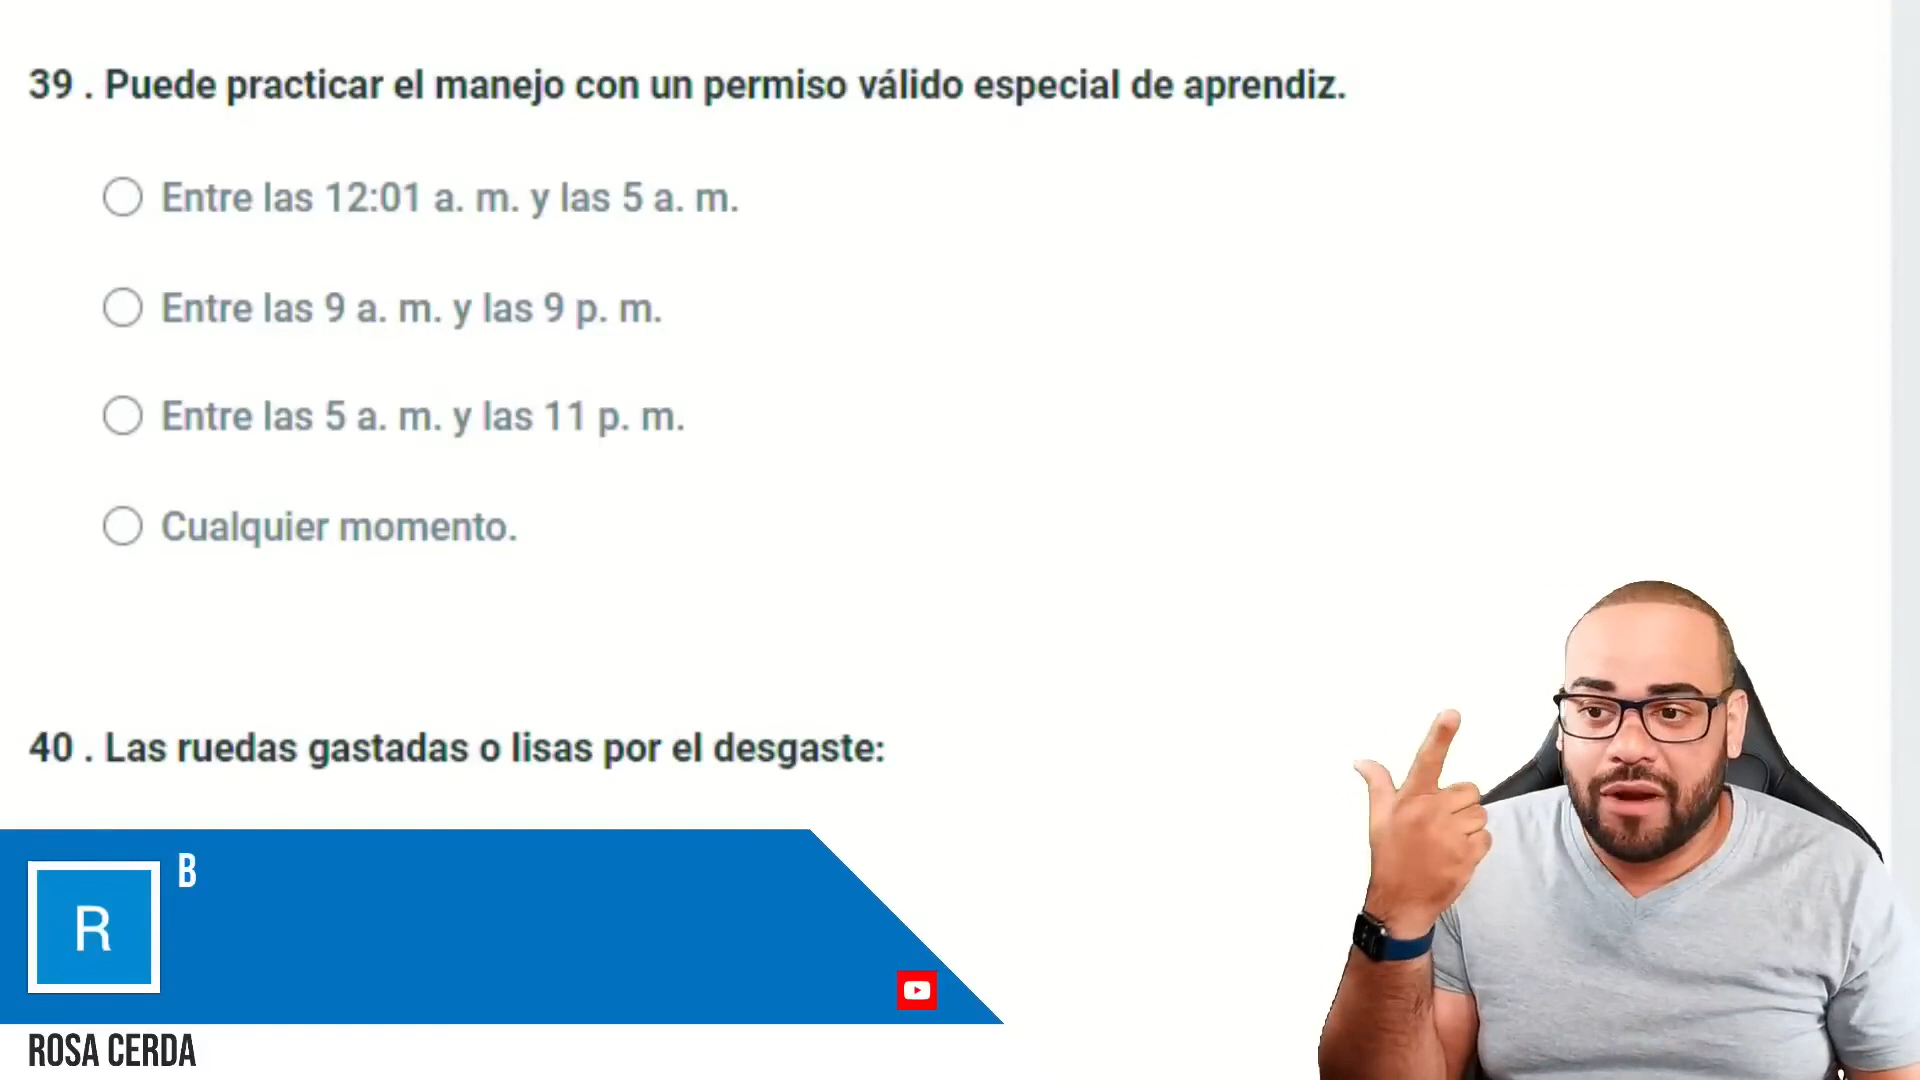 39 . Puede practicar el manejo con un permiso válido especial de aprendiz.
Entre las 12:01 a. m. y las 5 a. m.
Entre las 9 a. m. y las 9 p. m.
Entre las 5 a. m. y las 11 p. m.
Cualquier momento.
40 . Las ruedas gastadas o lisas por el desgaste:
B
R
ROSA CERDA